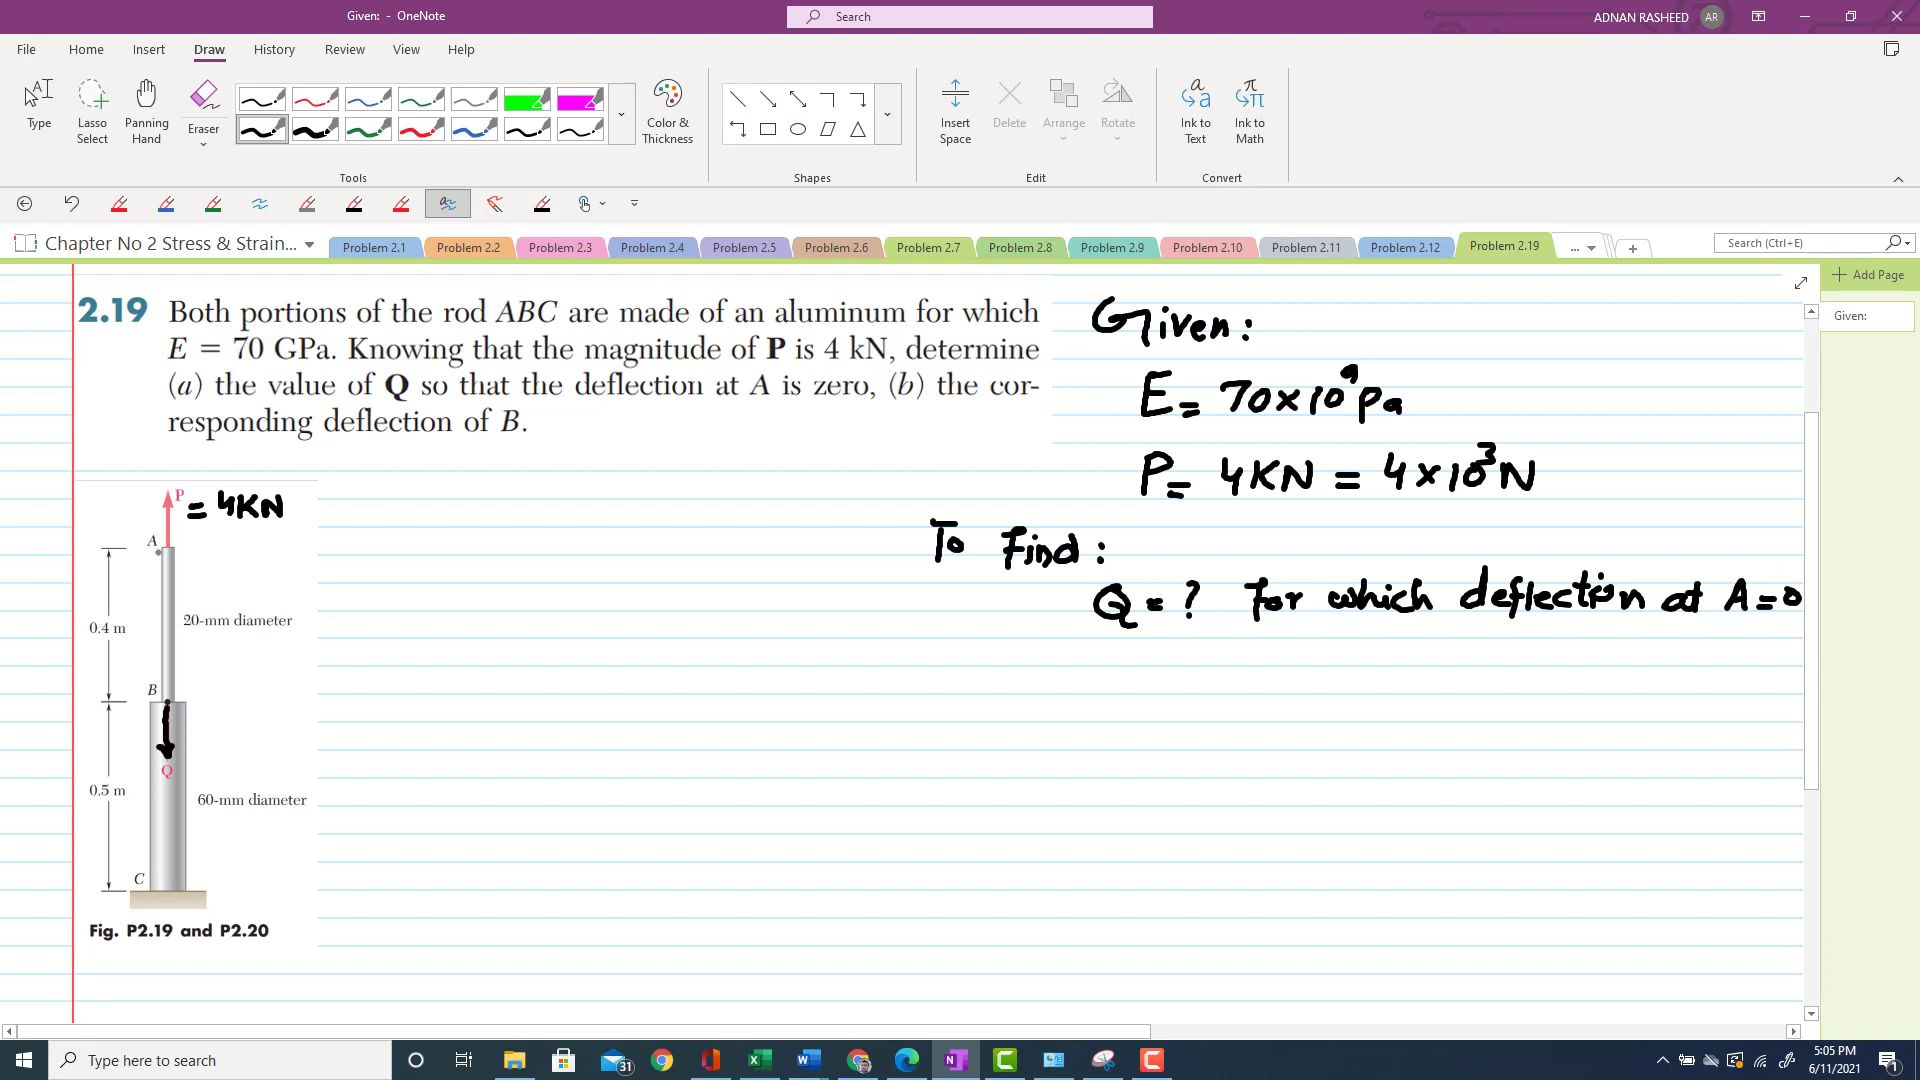 Given: - OneNote
Search
ADNAN RASHEED AR
File Home Insert Draw History Review View Help
Type
Lasso Select
Panning Hand
Eraser
Color & Thickness
Insert Space
Delete
Arrange
Rotate
Ink to Text
Ink to Math
Tools Shapes Edit Convert
Chapter No 2 Stress & Strain...
Problem 2.1 Problem 2.2 Problem 2.3 Problem 2.4 Problem 2.5 Problem 2.6 Problem 2.7 Problem 2.8 Problem 2.9 Problem 2.10 Problem 2.11 Problem 2.12 Problem 2.19 ...
Search (Ctrl+E)
Add Page
Given:
2.19 Both portions of the rod ABC are made of an aluminum for which
E = 70 GPa. Knowing that the magnitude of P is 4 kN, determine
(a) the value of Q so that the deflection at A is zero, (b) the cor-
responding deflection of B.
Given:
E = 70×10⁹ Pa
P = 4KN = 4×10³N
To Find:
Q = ? For which deflection at A=0
P = 4KN
A
0.4 m
20-mm diameter
B
Q
0.5 m
60-mm diameter
C
Fig. P2.19 and P2.20
Type here to search
31
5:05 PM
6/11/2021
1